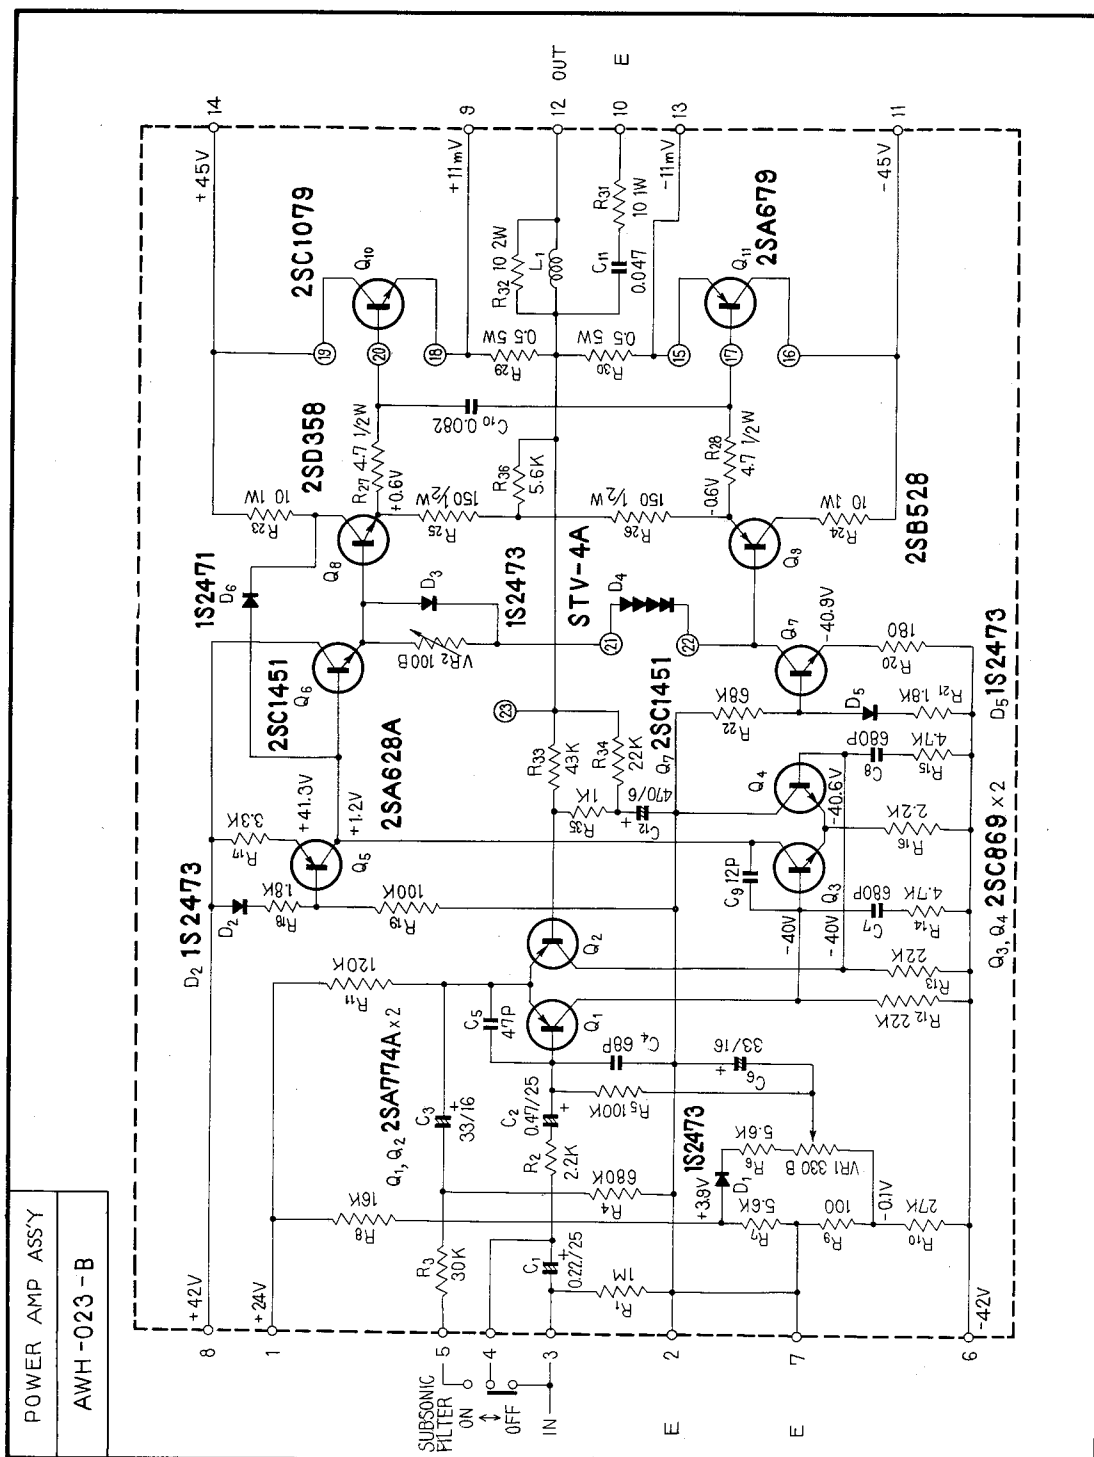 POWER AMP ASS'Y
AWH-023-B
14
+45V
9
+11mV
12 OUT
10 E
13
-11mV
11
-45V
2SC1079
Q10
19
20
18
R29
0.5 5W
R30
0.5 5W
R32 10 2W
L1
C11
0.047
R31
10 1W
15
17
16
Q11
2SA679
2SD358
R23
10 1W
Q8
R27 4.7 1/2W
+0.6V
R25
150 1/2W
C10 0.082
R36
5.6K
R26
150 1/2W
-0.6V
R28
4.7 1/2W
Q9
R24
10 1W
2SB528
1S2471
D6
2SC1451
Q6
VR2 100B
D3
1S2473
STV-4A
D4
21
22
Q7
-40.9V
R20
180
2SA628A
R17
3.3K
+41.3V
+1.2V
Q5
23
R33
43K
R34
22K
R35
1K
C12
470/6
+
Q7 2SC1451
R22
68K
D5
R21 1.8K
D5 1S2473
D2 1S2473
D2
R18
1.8K
R19
100K
Q4
-40.6V
C8
680P
R15
4.7K
R16
2.2K
Q3
C9 12P
-40V
-40V
C7
680P
R14
4.7K
Q3, Q4 2SC869×2
R11
120K
Q2
Q1
C5
47P
R13
22K
R12 22K
Q1, Q2 2SA774A×2
C3
33/16
+
C2
0.47/25
+
R2
2.2K
C4 68P
R5 100K
C6
33/16
+
1S2473
D1
R6
5.6K
VR1 330B
+3.9V
R7
5.6K
R9
100
-0.1V
R10
27K
R8
16K
R4
680K
R3
30K
C1
0.22/25
+
R1
1M
+42V
8
+24V
1
5
4
3
2
7
6
-42V
SUBSONIC
FILTER
ON
↔
OFF
IN
E
E